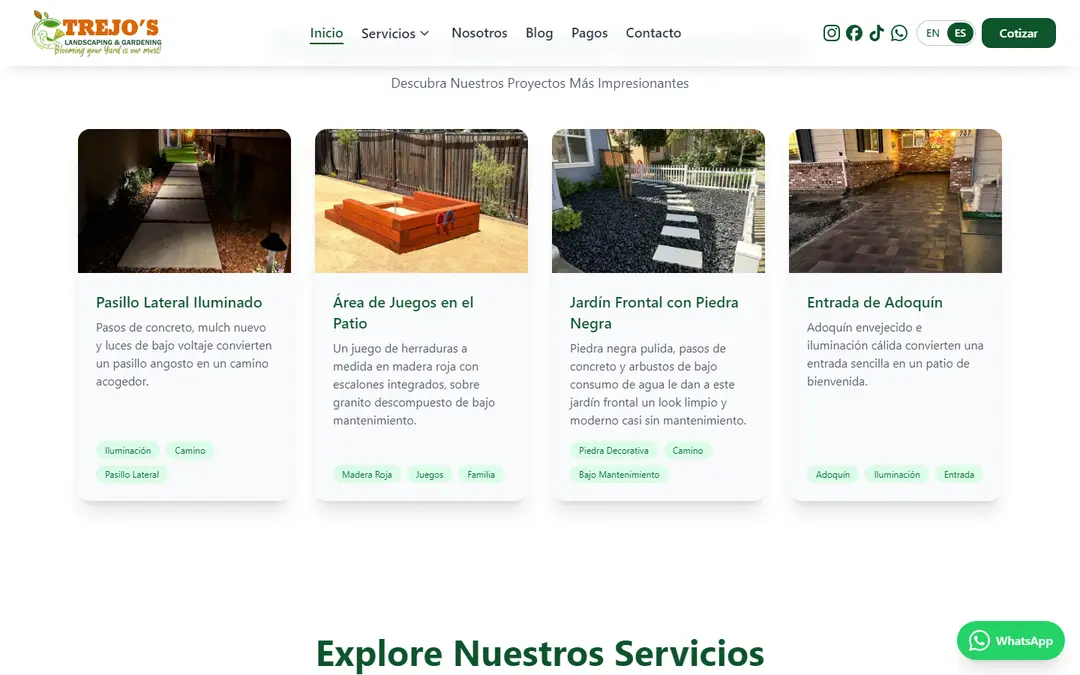 TREJO'S
LANDSCAPING & GARDENING
Blooming your Yard is our must!
Inicio
Servicios
Nosotros
Blog
Pagos
Contacto
EN
ES
Cotizar
Descubra Nuestros Proyectos Más Impresionantes
Pasillo Lateral Iluminado
Pasos de concreto, mulch nuevo
y luces de bajo voltaje convierten
un pasillo angosto en un camino
acogedor.
Iluminación
Camino
Pasillo Lateral
Área de Juegos en el
Patio
Un juego de herraduras a
medida en madera roja con
escalones integrados, sobre
granito descompuesto de bajo
mantenimiento.
Madera Roja
Juegos
Familia
Jardín Frontal con Piedra
Negra
Piedra negra pulida, pasos de
concreto y arbustos de bajo
consumo de agua le dan a este
jardín frontal un look limpio y
moderno casi sin mantenimiento.
Piedra Decorativa
Camino
Bajo Mantenimiento
Entrada de Adoquín
Adoquín envejecido e
iluminación cálida convierten una
entrada sencilla en un patio de
bienvenida.
Adoquín
Iluminación
Entrada
Explore Nuestros Servicios
WhatsApp